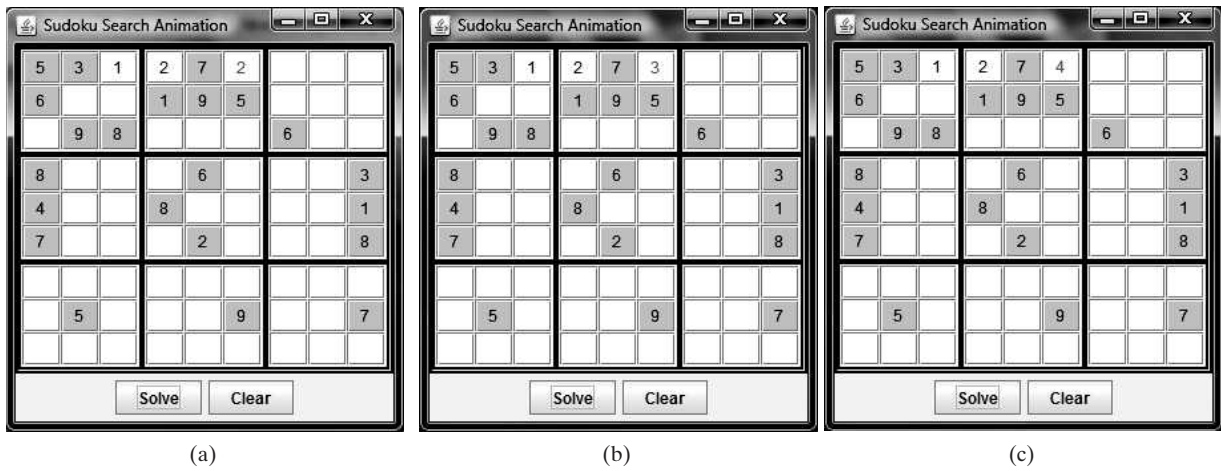 Sudoku Search Animation
5 3 1 2 7 2
6 1 9 5
9 8 6
8 6 3
4 8 1
7 2 8
5 9 7
Solve Clear
(a)
Sudoku Search Animation
5 3 1 2 7 3
6 1 9 5
9 8 6
8 6 3
4 8 1
7 2 8
5 9 7
Solve Clear
(b)
Sudoku Search Animation
5 3 1 2 7 4
6 1 9 5
9 8 6
8 6 3
4 8 1
7 2 8
5 9 7
Solve Clear
(c)